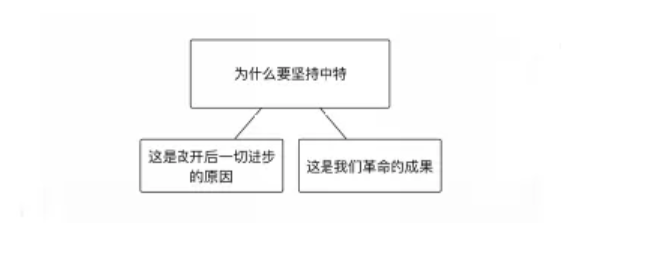 为什么要坚持中特
这是改开后一切进步
的原因
这是我们革命的成果